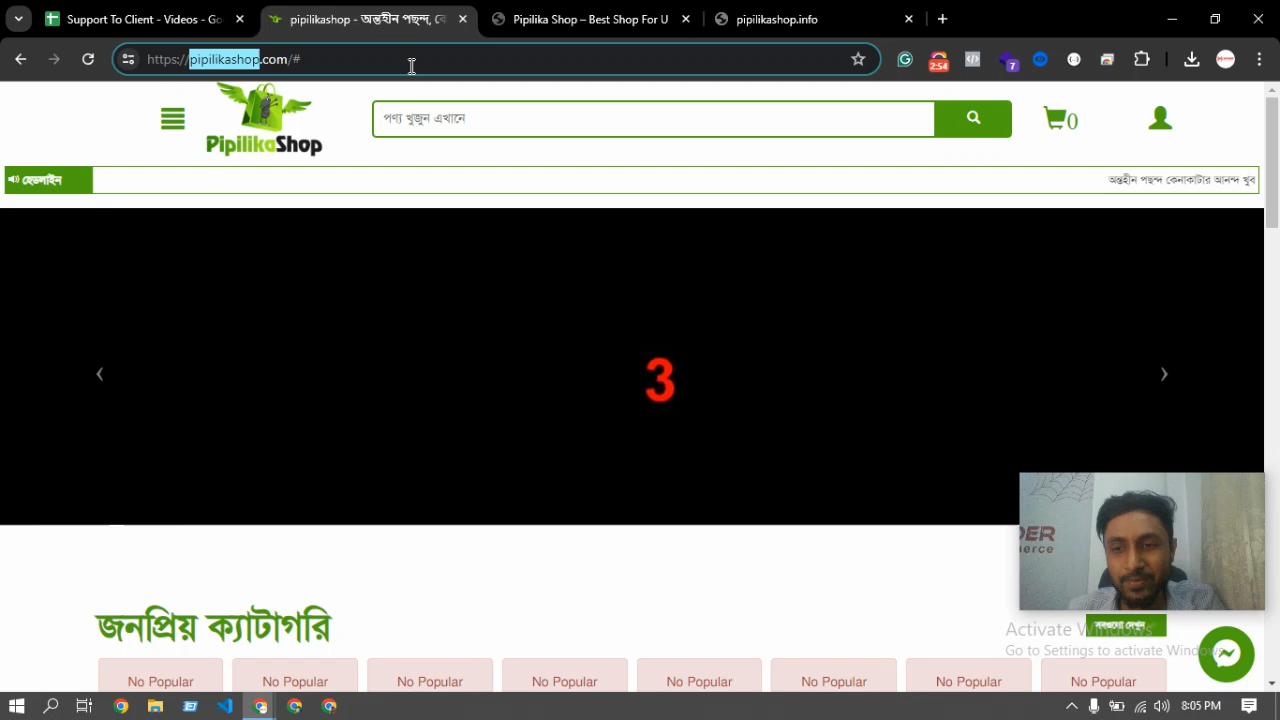 Support To Client - Videos - Go
pipilikashop - অন্তহীন পছন্দ, কে
Pipilika Shop – Best Shop For U
pipilikashop.info
https://pipilikashop.com/#
2:54
7
PipilikaShop
পণ্য খুজুন এখানে
0
হেডলাইন
অন্তহীন পছন্দ কেনাকাটার আনন্দ খুব
3
জনপ্রিয় ক্যাটাগরি
Activate Windows
Go to Settings to activate Windows.
No Popular
No Popular
No Popular
No Popular
No Popular
No Popular
No Popular
No Popular
8:05 PM